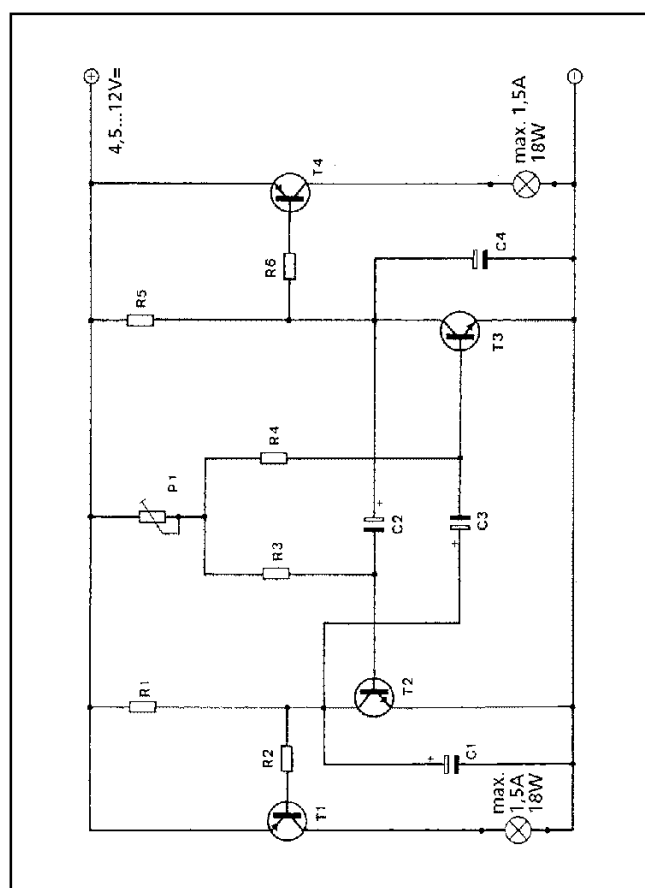 +
4,5...12V=
R1
P1
R5
R2
R3
R4
R6
T1
T4
+
C2
T2
+
+
C1
C3
T3
C4
max.
1,5A
18W
max. 1,5A
18W
−